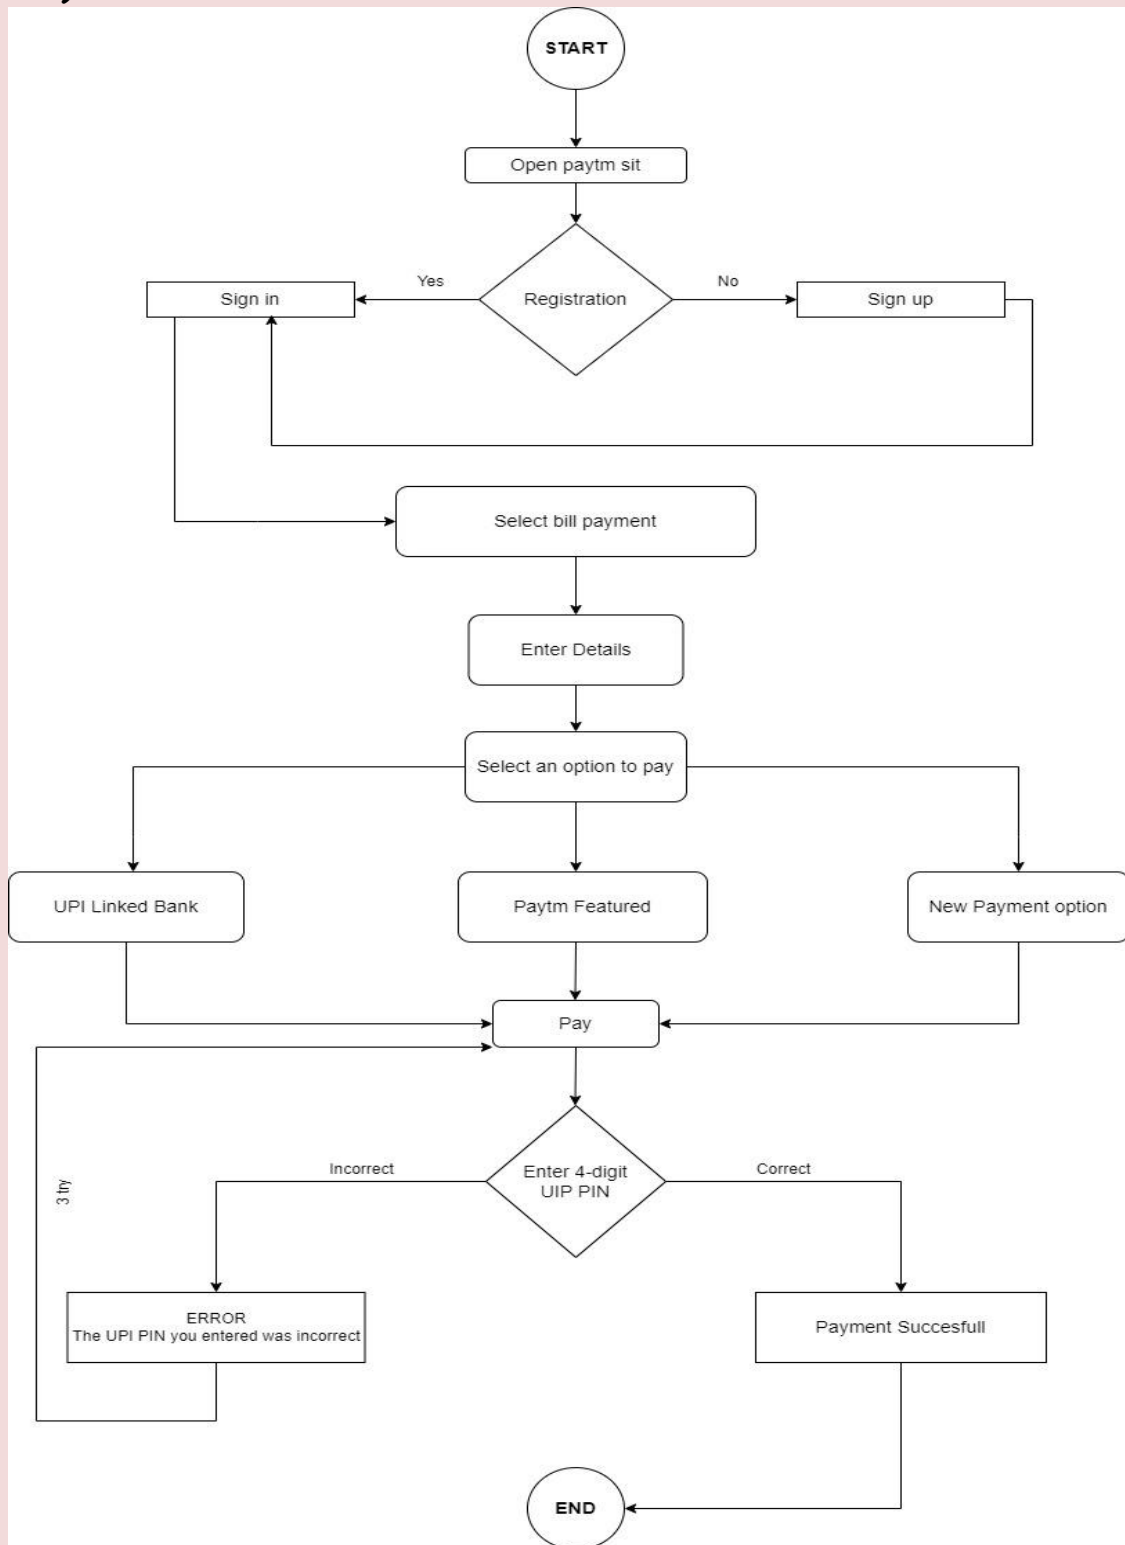 START
Open paytm sit
Registration
Yes
No
Sign in
Sign up
Select bill payment
Enter Details
Select an option to pay
UPI Linked Bank
Paytm Featured
New Payment option
Pay
Enter 4-digit
UIP PIN
Incorrect
Correct
3 try
ERROR
The UPI PIN you entered was incorrect
Payment Succesfull
END